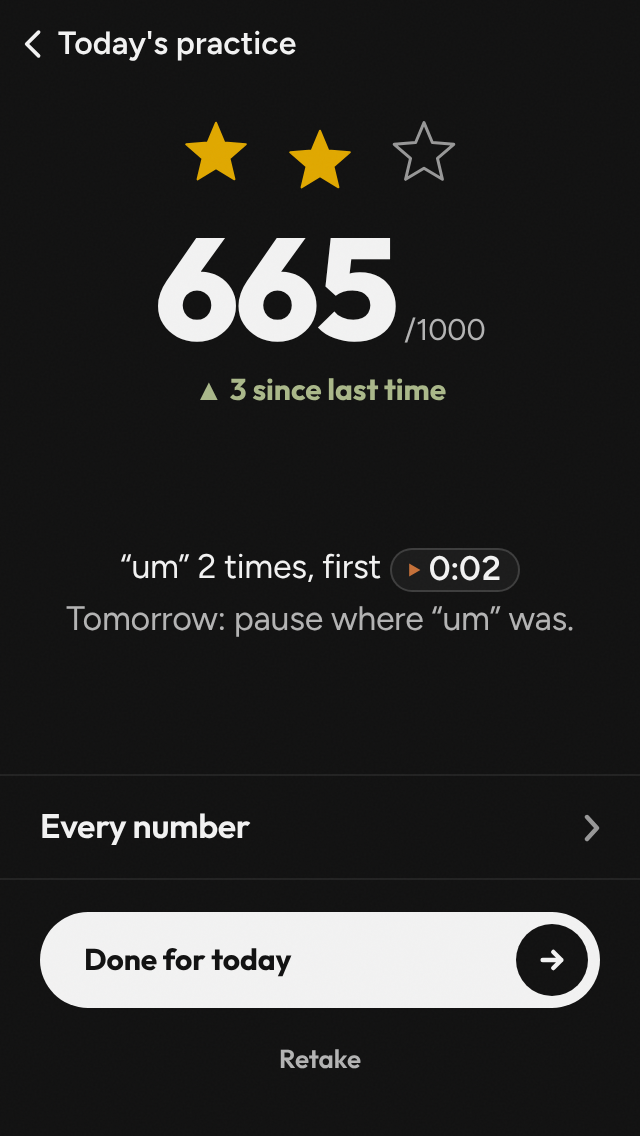 Today's practice
665 /1000
▲ 3 since last time
“um” 2 times, first ▶ 0:02
Tomorrow: pause where “um” was.
Every number
Done for today
Retake